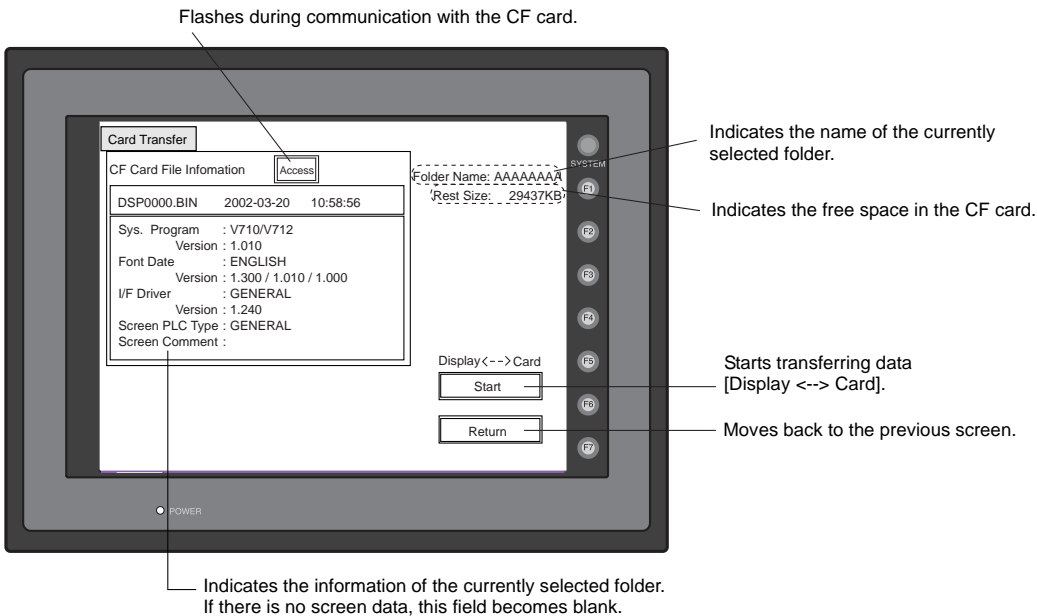 Flashes during communication with the CF card.
Card Transfer
CF Card File Infomation
Access
DSP0000.BIN 2002-03-20 10:58:56
Sys. Program : V710/V712
Version : 1.010
Font Date : ENGLISH
Version : 1.300 / 1.010 / 1.000
I/F Driver : GENERAL
Version : 1.240
Screen PLC Type : GENERAL
Screen Comment :
Folder Name: AAAAAAAA
Rest Size: 29437KB
Display<-->Card
Start
Return
SYSTEM
F1
F2
F3
F4
F5
F6
F7
POWER
Indicates the name of the currently
selected folder.
Indicates the free space in the CF card.
Starts transferring data
[Display <--> Card].
Moves back to the previous screen.
Indicates the information of the currently selected folder.
If there is no screen data, this field becomes blank.